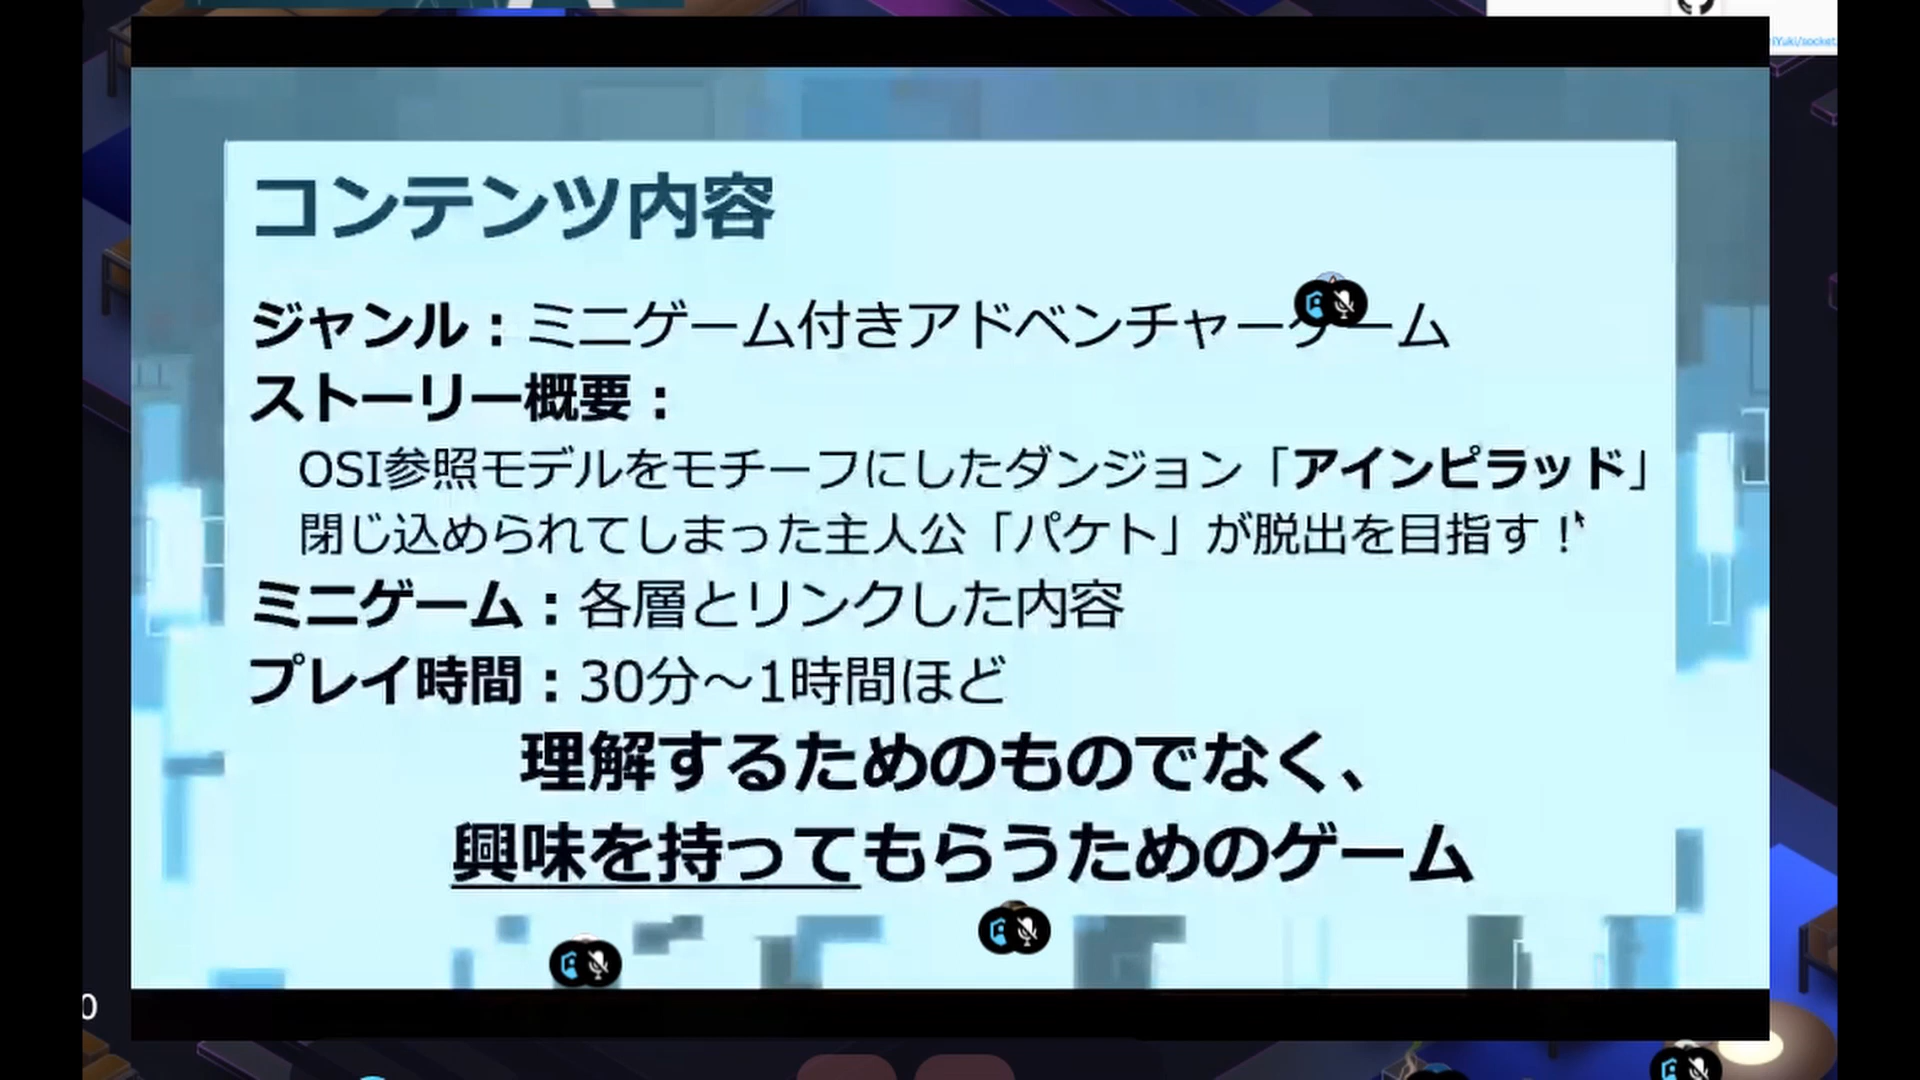 iYuki/socket.
コンテンツ内容
ジャンル：ミニゲーム付きアドベンチャーゲーム
ストーリー概要：
OSI参照モデルをモチーフにしたダンジョン「アインピラッド」
閉じ込められてしまった主人公「パケト」が脱出を目指す！
ミニゲーム：各層とリンクした内容
プレイ時間：30分～1時間ほど
理解するためのものでなく、
興味を持ってもらうためのゲーム
0